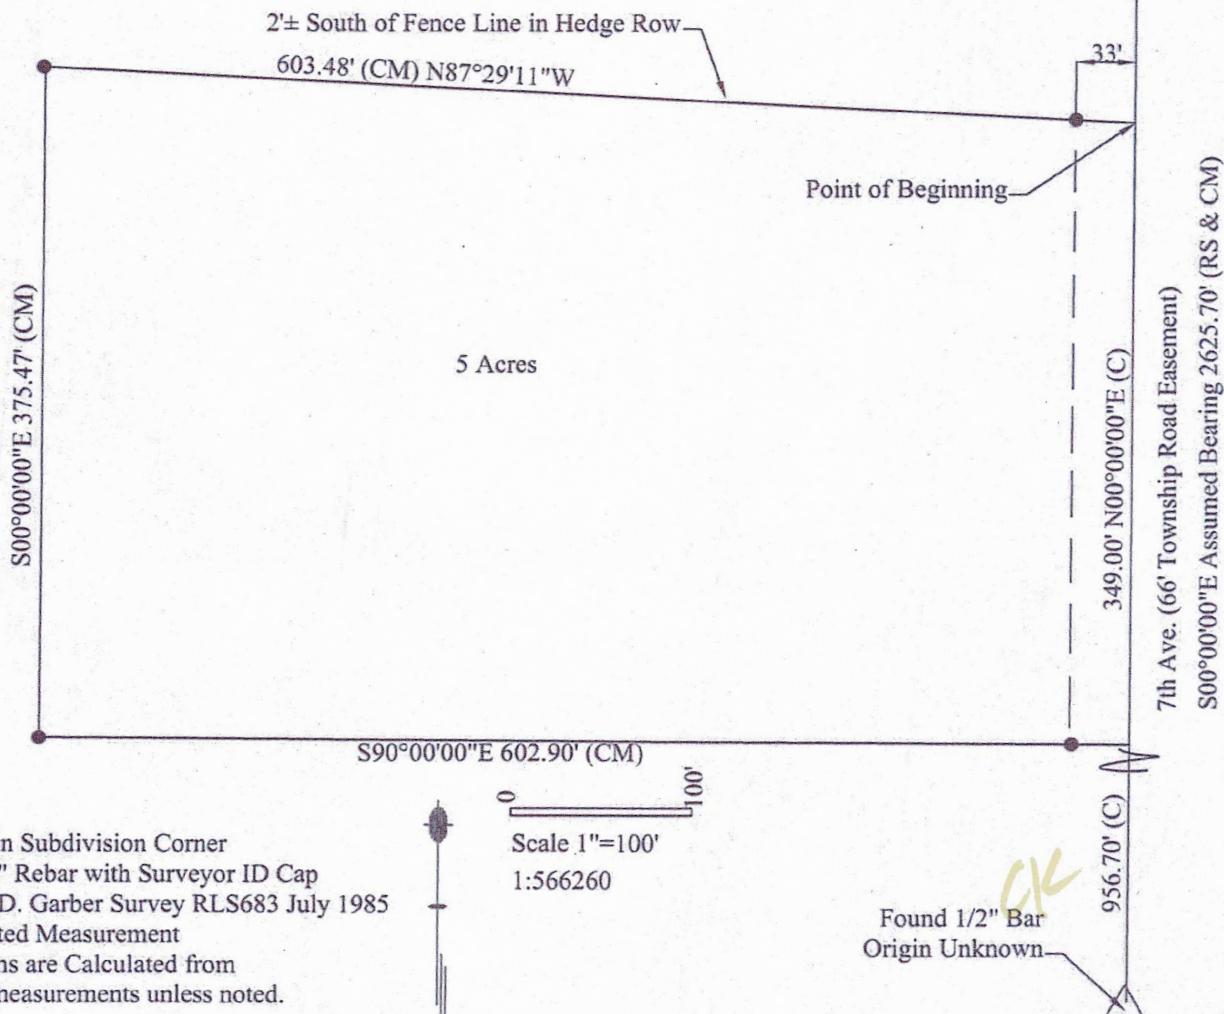 2'± South of Fence Line in Hedge Row
603.48' (CM) N87°29'11"W
33'
Point of Beginning
S00°00'00"E 375.47' (CM)
5 Acres
349.00' N00°00'00"E (C)
7th Ave. (66' Township Road Easement)
S00°00'00"E Assumed Bearing 2625.70' (RS & CM)
S90°00'00"E 602.90' (CM)
0
100'
Scale 1"=100'
1:566260
956.70' (C)
Found 1/2" Bar
Origin Unknown
n Subdivision Corner
" Rebar with Surveyor ID Cap
D. Garber Survey RLS683 July 1985
ted Measurement
ns are Calculated from
measurements unless noted.